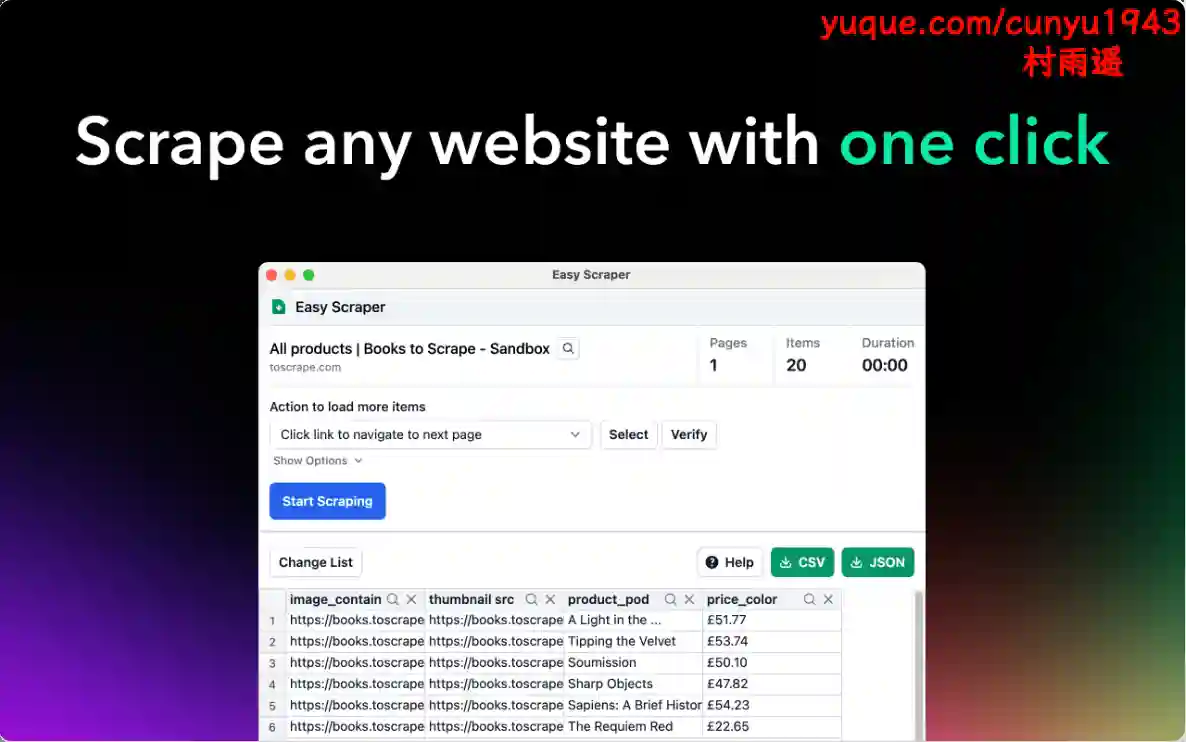 yuque.com/cunyu1943
村雨遥
Scrape any website with one click
Easy Scraper
Easy Scraper
All products | Books to Scrape - Sandbox
toscrape.com
Pages Items Duration
1 20 00:00
Action to load more items
Click link to navigate to next page Select Verify
Show Options
Start Scraping
Change List Help CSV JSON
image_contain thumbnail src product_pod price_color
1 https://books.toscrape https://books.toscrape A Light in the ... £51.77
2 https://books.toscrape https://books.toscrape Tipping the Velvet £53.74
3 https://books.toscrape https://books.toscrape Soumission £50.10
4 https://books.toscrape https://books.toscrape Sharp Objects £47.82
5 https://books.toscrape https://books.toscrape Sapiens: A Brief Histor £54.23
6 https://books.toscrape https://books.toscrape The Requiem Red £22.65